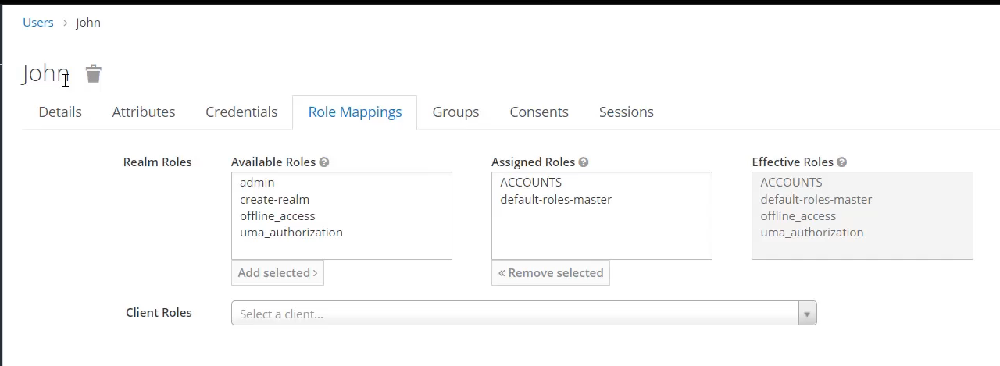 Users > john
John
Details Attributes Credentials Role Mappings Groups Consents Sessions
Realm Roles
Available Roles ?
admin
create-realm
offline_access
uma_authorization
Add selected >
Assigned Roles ?
ACCOUNTS
default-roles-master
« Remove selected
Effective Roles ?
ACCOUNTS
default-roles-master
offline_access
uma_authorization
Client Roles
Select a client...